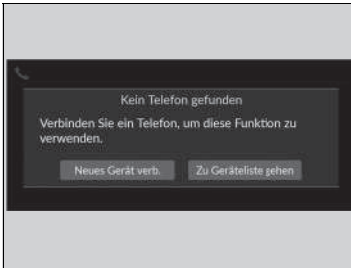 Kein Telefon gefunden
Verbinden Sie ein Telefon, um diese Funktion zu
verwenden.
Neues Gerät verb. Zu Geräteliste gehen